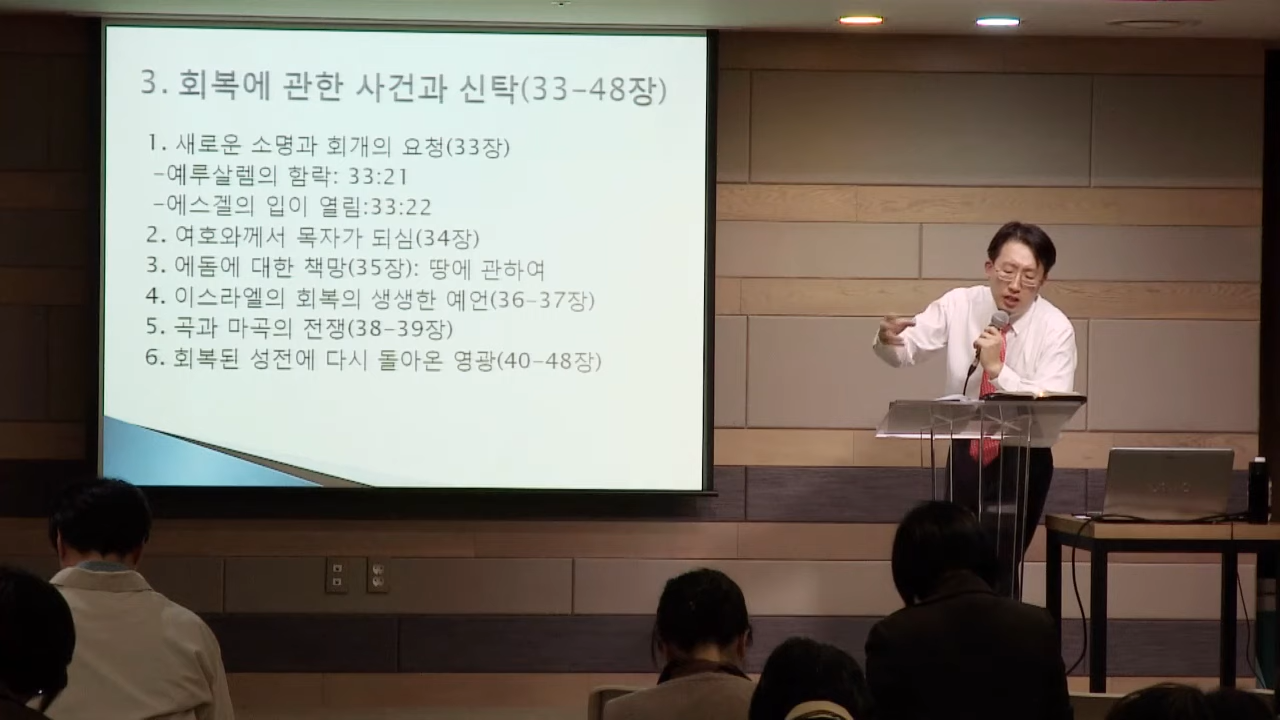 3. 회복에 관한 사건과 신탁(33-48장)
1. 새로운 소명과 회개의 요청(33장)
-예루살렘의 함락: 33:21
-에스겔의 입이 열림:33:22
2. 여호와께서 목자가 되심(34장)
3. 에돔에 대한 책망(35장): 땅에 관하여
4. 이스라엘의 회복의 생생한 예언(36-37장)
5. 곡과 마곡의 전쟁(38-39장)
6. 회복된 성전에 다시 돌아온 영광(40-48장)
VAIO